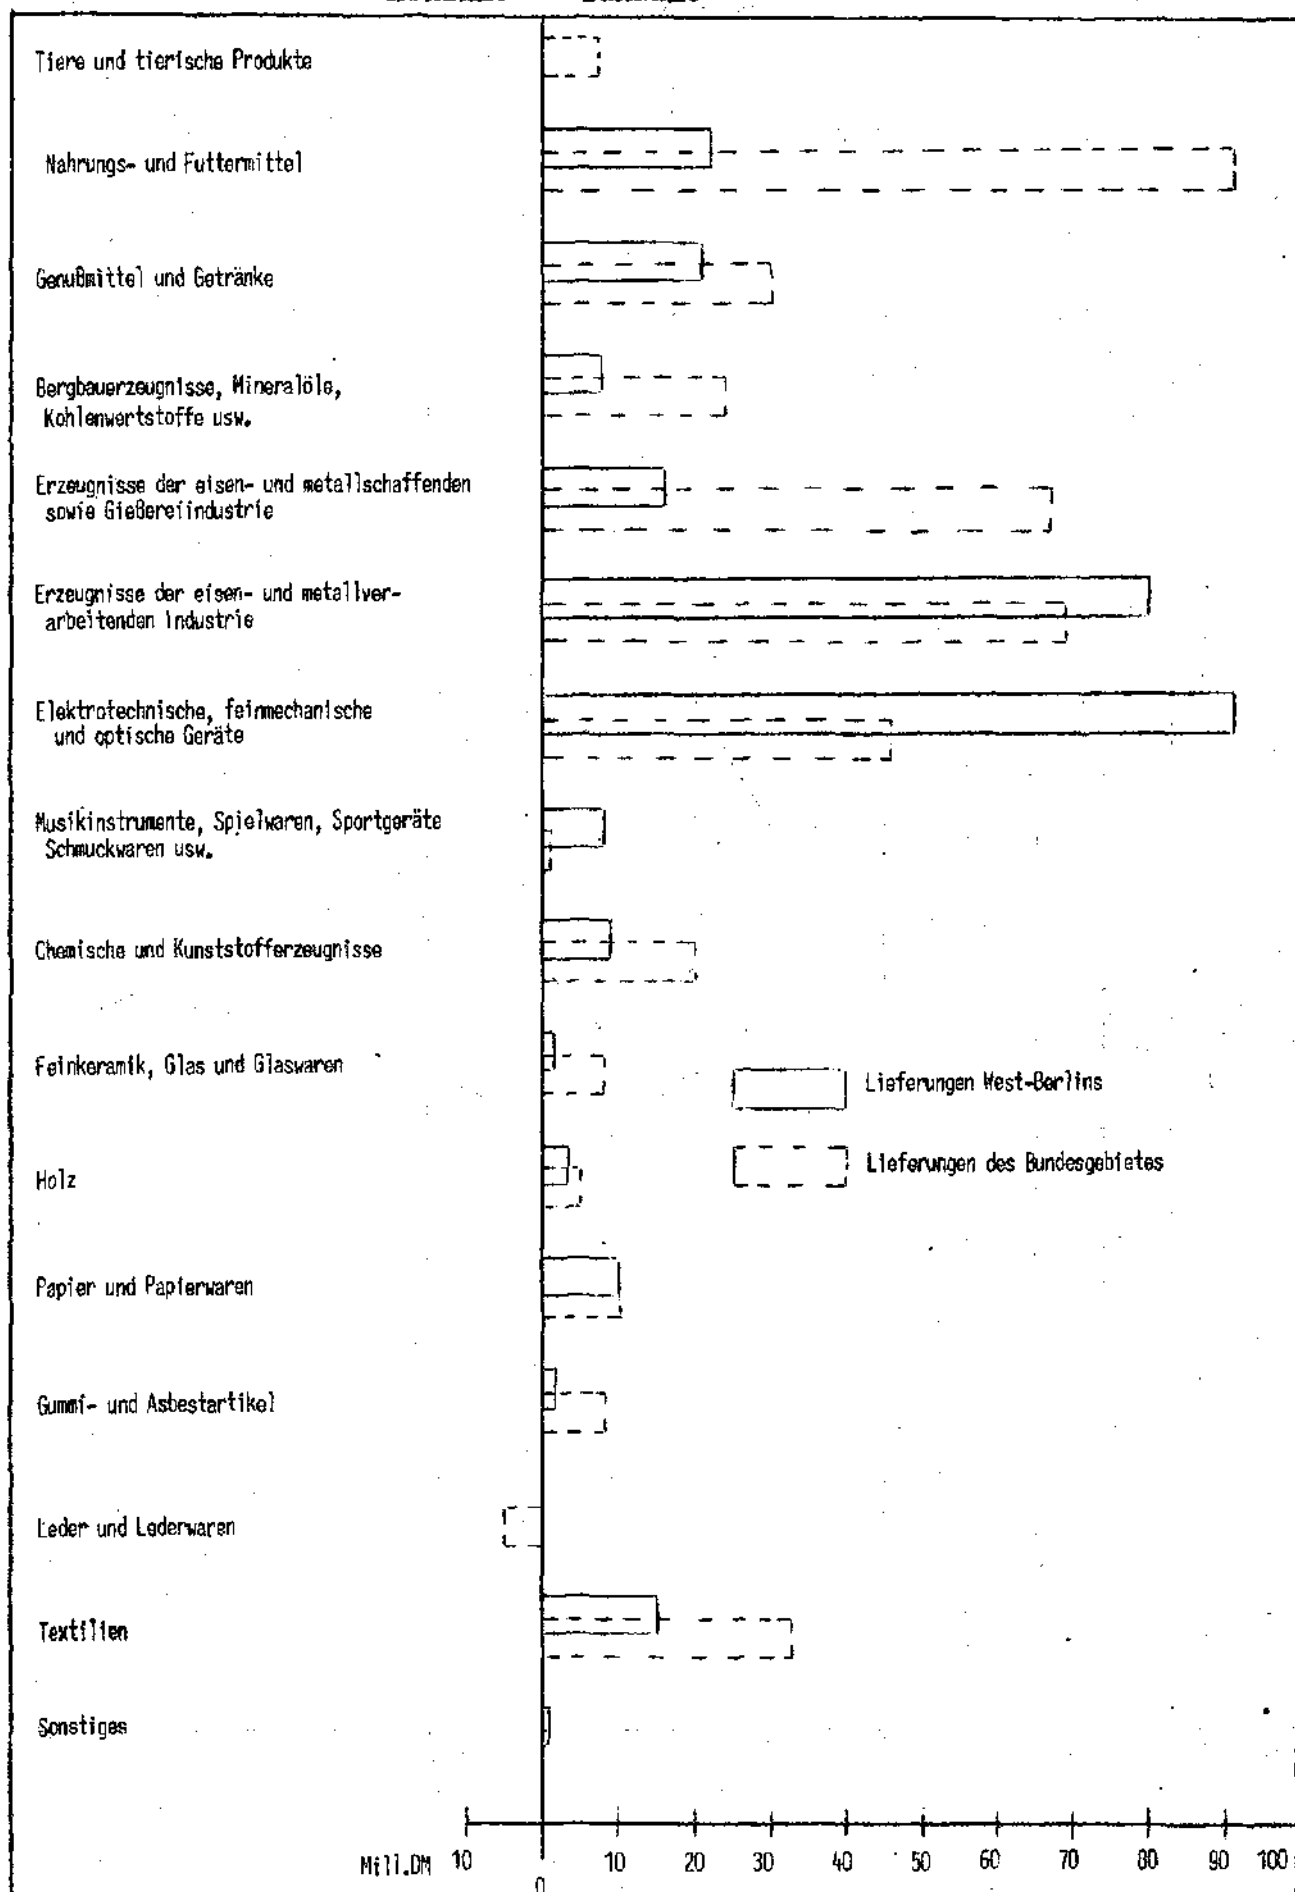 Tiere und tierische Produkte
Nahrungs- und Futtermittel
Genußmittel und Getränke
Bergbauerzeugnisse, Mineralöle,
Kohlenwertstoffe usw.
Erzeugnisse der eisen- und metallschaffenden
sowie Gießereiindustrie
Erzeugnisse der eisen- und metallver-
arbeitenden Industrie
Elektrotechnische, feinmechanische
und optische Geräte
Musikinstrumente, Spielwaren, Sportgeräte
Schmuckwaren usw.
Chemische und Kunststofferzeugnisse
Feinkeramik, Glas und Glaswaren
Lieferungen West-Berlins
Lieferungen des Bundesgebietes
Holz
Papier und Papierwaren
Gummi- und Asbestartikel
Leder und Lederwaren
Textilien
Sonstiges
Mill.DM 10 0 10 20 30 40 50 60 70 80 90 100